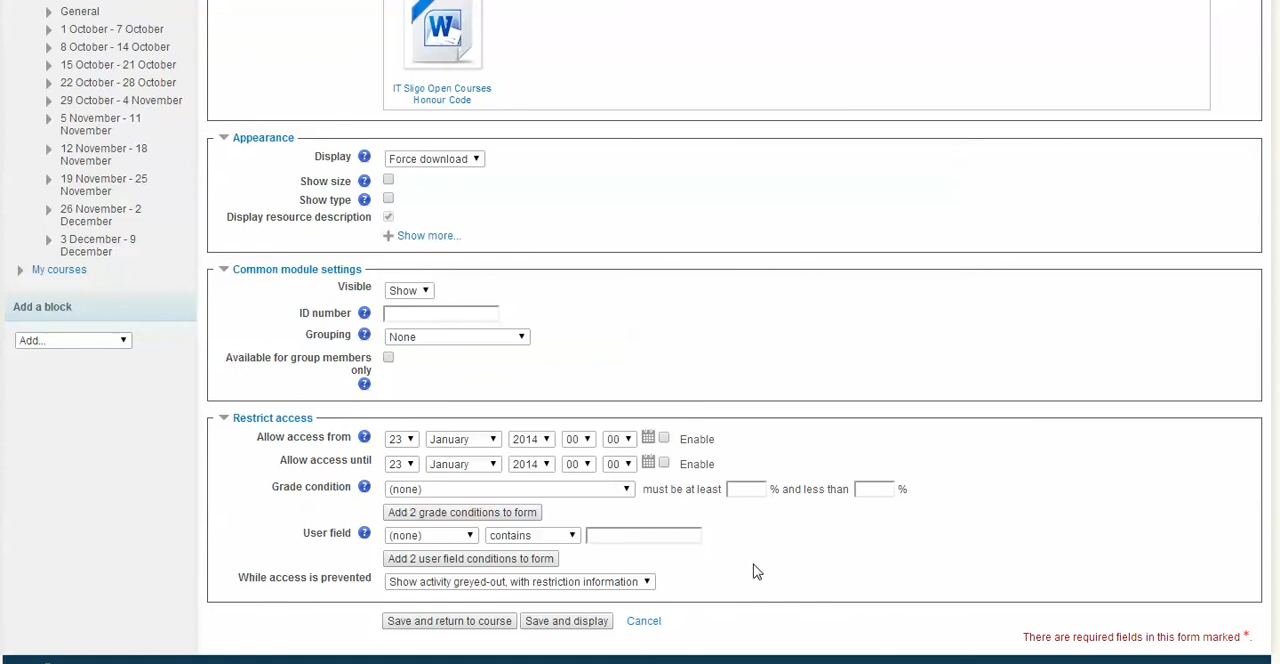 General
1 October - 7 October
8 October - 14 October
15 October - 21 October
22 October - 28 October
29 October - 4 November
5 November - 11
November
12 November - 18
November
19 November - 25
November
26 November - 2
December
3 December - 9
December
My courses
Add a block
Add...
W
IT Sligo Open Courses
Honour Code
Appearance
Display ? Force download
Show size ?
Show type ?
Display resource description
Show more...
Common module settings
Visible Show
ID number ?
Grouping ? None
Available for group members
only
?
Restrict access
Allow access from ? 23 January 2014 00 00 Enable
Allow access until 23 January 2014 00 00 Enable
Grade condition ? (none) must be at least % and less than %
Add 2 grade conditions to form
User field ? (none) contains
Add 2 user field conditions to form
While access is prevented Show activity greyed-out, with restriction information
Save and return to course Save and display Cancel
There are required fields in this form marked *.